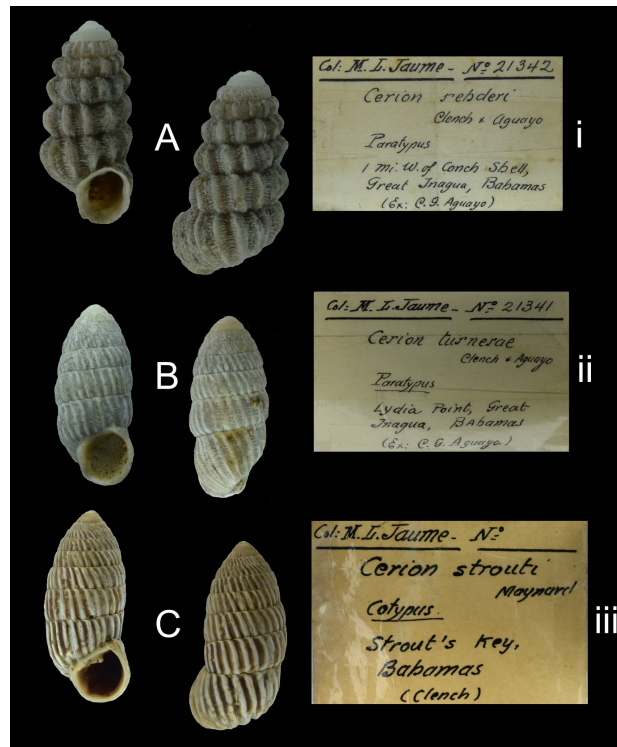 A
Col: M. L. Jaume - Nº 21342
Cerion rehderi
Clench & Aguayo
Paratypus
1 mi. W. of Conch Shell,
Great Inagua, Bahamas
(Ex: C. G. Aguayo)
i
B
Col: M. L. Jaume - Nº 21341
Cerion turnerae
Clench & Aguayo
Paratypus
Lydia Point, Great
Inagua, Bahamas
(Ex: C. G. Aguayo)
ii
C
Col: M. L. Jaume - Nº
Cerion strouti
Maynard
Cotypus.
Strout's Key,
Bahamas
(Clench)
iii